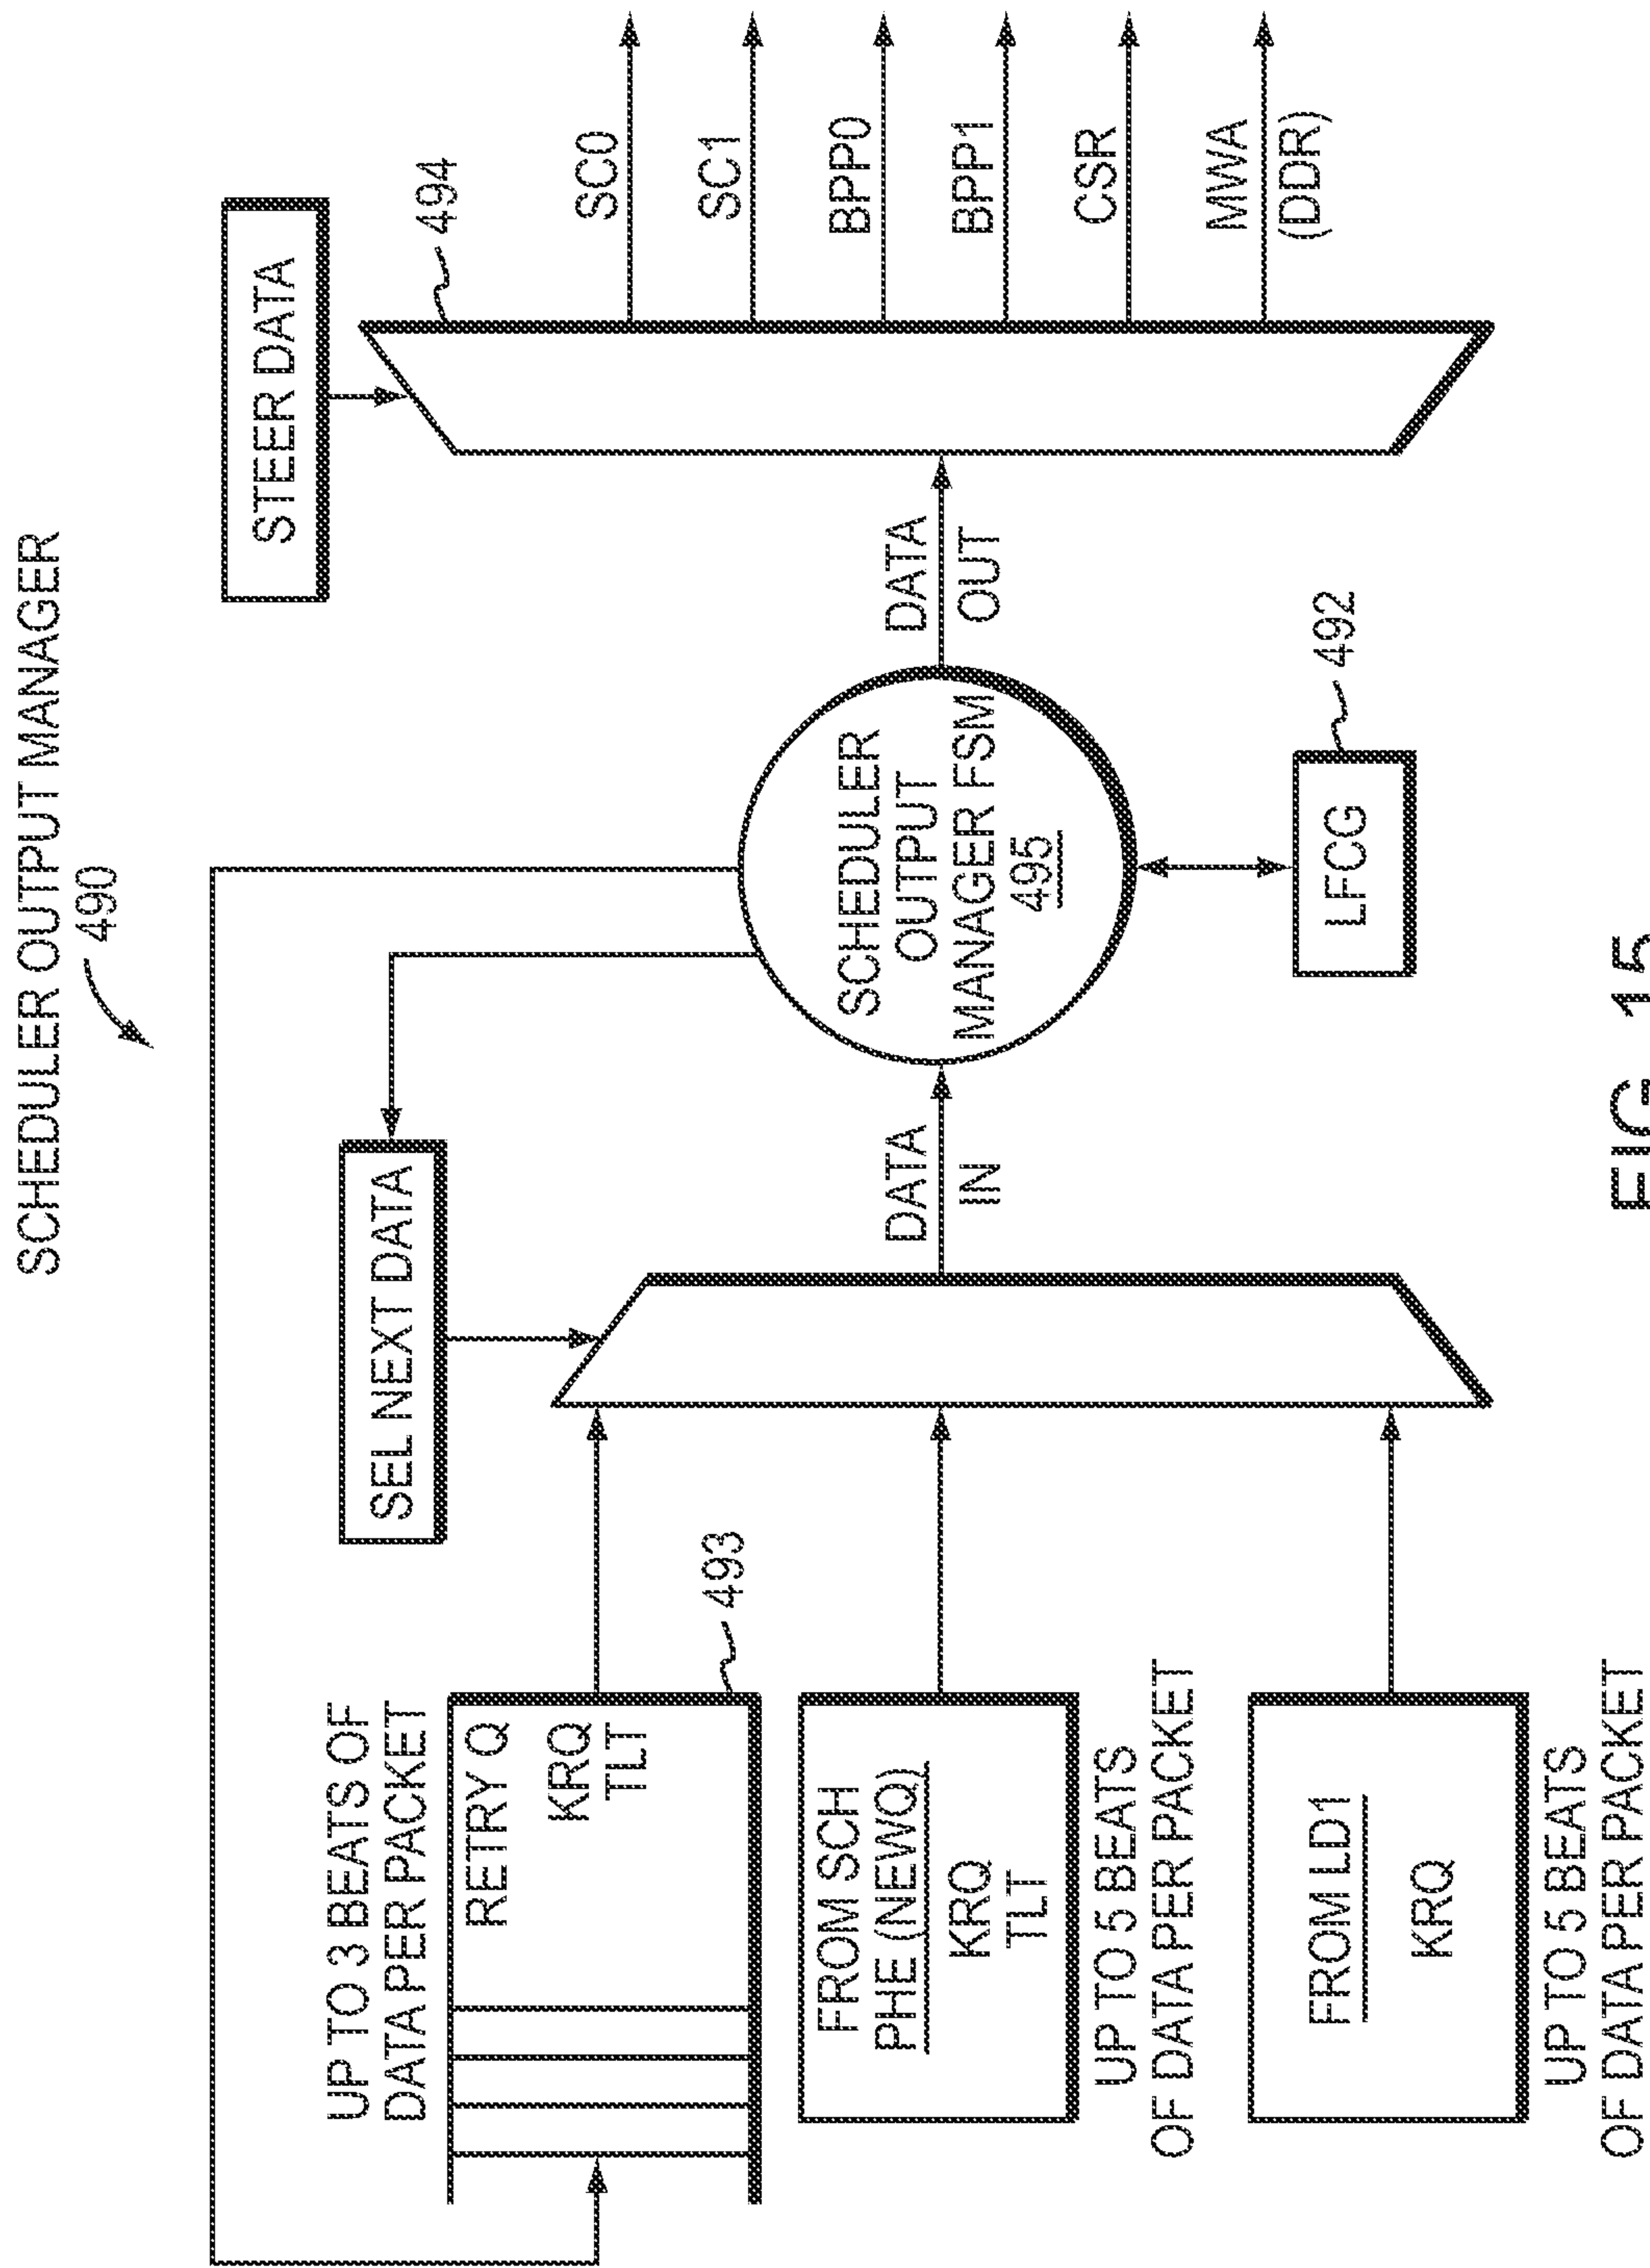 SCHEDULER OUTPUT MANAGER
490
STEER DATA
494
SC0
SC1
BPP0
BPP1
CSR
MWA
(DDR)
SEL NEXT DATA
UP TO 3 BEATS OF
DATA PER PACKET
RETRY Q
KRQ
TLT
493
FROM SCH
PHE (NEWQ)
KRQ
TLT
UP TO 5 BEATS
OF DATA PER PACKET
FROM LD1
KRQ
UP TO 5 BEATS
OF DATA PER PACKET
DATA
IN
SCHEDULER
OUTPUT
MANAGER FSM
495
DATA
OUT
LFCG
492
FIG. 15